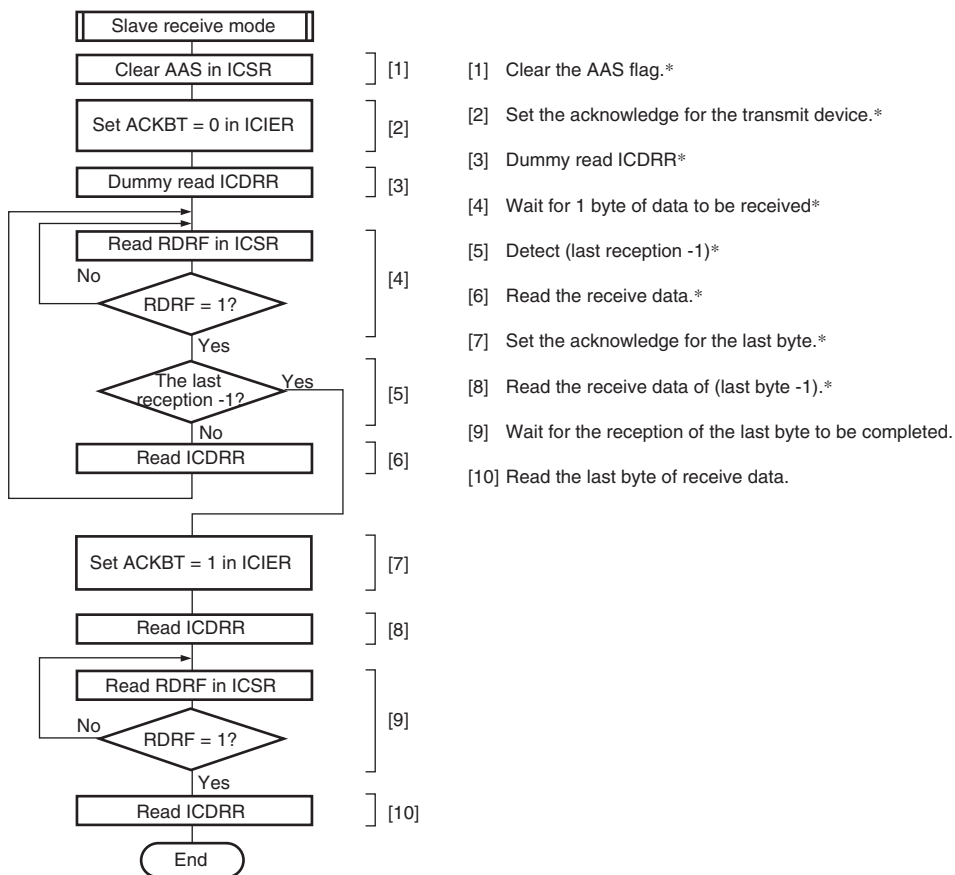 Slave receive mode
Clear AAS in ICSR
[1]
Set ACKBT = 0 in ICIER
[2]
Dummy read ICDRR
[3]
Read RDRF in ICSR
No
RDRF = 1?
[4]
Yes
The last
reception -1?
Yes
[5]
No
Read ICDRR
[6]
Set ACKBT = 1 in ICIER
[7]
Read ICDRR
[8]
Read RDRF in ICSR
No
RDRF = 1?
[9]
Yes
Read ICDRR
[10]
End
[1] Clear the AAS flag.*
[2] Set the acknowledge for the transmit device.*
[3] Dummy read ICDRR*
[4] Wait for 1 byte of data to be received*
[5] Detect (last reception -1)*
[6] Read the receive data.*
[7] Set the acknowledge for the last byte.*
[8] Read the receive data of (last byte -1).*
[9] Wait for the reception of the last byte to be completed.
[10] Read the last byte of receive data.